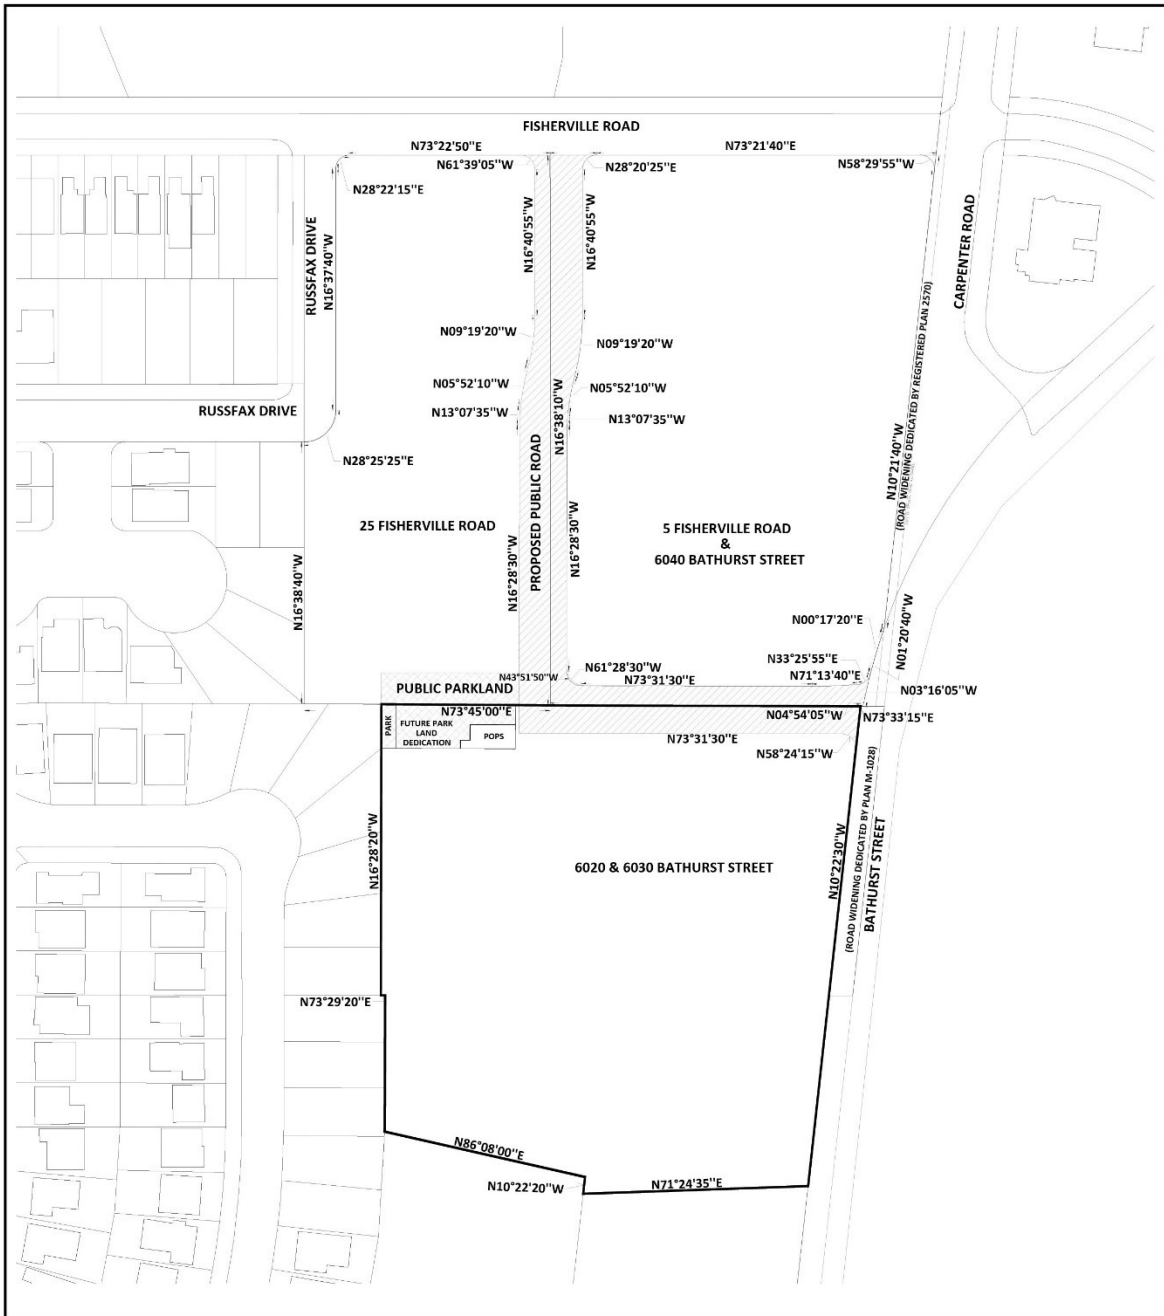 FISHERVILLE ROAD
N73°22'50"E
N73°21'40"E
N61°39'05"W
N28°20'25"E
N58°29'55"W
N28°22'15"E
RUSSFAX DRIVE
N16°37'40"W
N16°40'55"W
N16°40'55"W
CARPENTER ROAD
(ROAD WIDENING DEDICATED BY REGISTERED PLAN 2570)
N10°21'40"W
N09°19'20"W
N09°19'20"W
N05°52'10"W
N05°52'10"W
N13°07'35"W
N13°07'35"W
N16°38'10"W
RUSSFAX DRIVE
N28°25'25"E
PROPOSED PUBLIC ROAD
25 FISHERVILLE ROAD
5 FISHERVILLE ROAD
&
6040 BATHURST STREET
N16°28'30"W
N16°28'30"W
N16°38'40"W
N00°17'20"E
N01°20'40"W
N33°25'55"E
N61°28'30"W
N43°51'50"W
N73°31'30"E
N71°13'40"E
N03°16'05"W
PUBLIC PARKLAND
N73°45'00"E
N04°54'05"W
N73°33'15"E
PARK
FUTURE PARK
LAND
DEDICATION
POPS
N73°31'30"E
N58°24'15"W
N16°28'20"W
6020 & 6030 BATHURST STREET
N10°22'30"W
(ROAD WIDENING DEDICATED BY PLAN M-1028)
BATHURST STREET
N73°29'20"E
N86°08'00"E
N10°22'20"W
N71°24'35"E